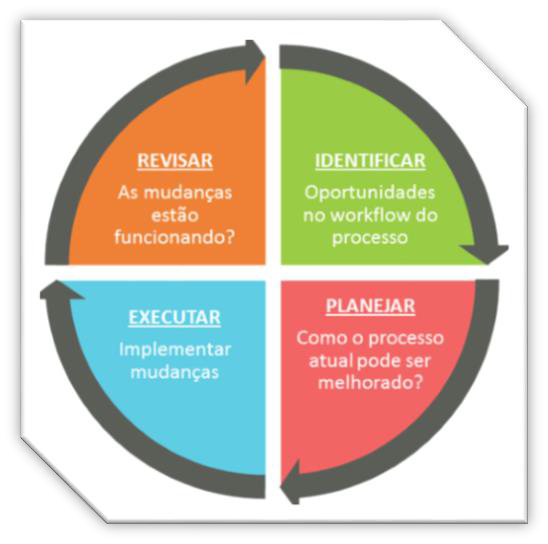 REVISAR
As mudanças
estão
funcionando?
IDENTIFICAR
Oportunidades
no workflow do
processo
EXECUTAR
Implementar
mudanças
PLANEJAR
Como o processo
atual pode ser
melhorado?